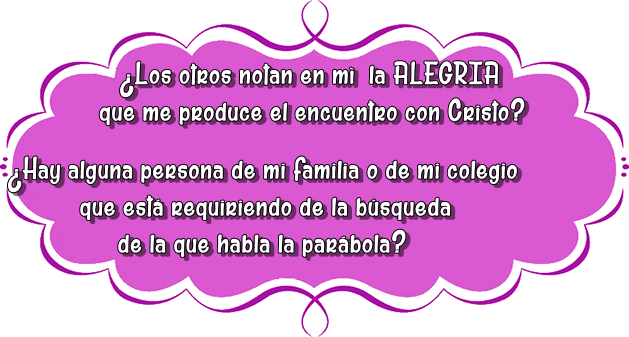 ¿Los otros notan en mi la ALEGRIA
que me produce el encuentro con Cristo?
¿Hay alguna persona de mi familia o de mi colegio
que está requiriendo de la búsqueda
de la que habla la parábola?